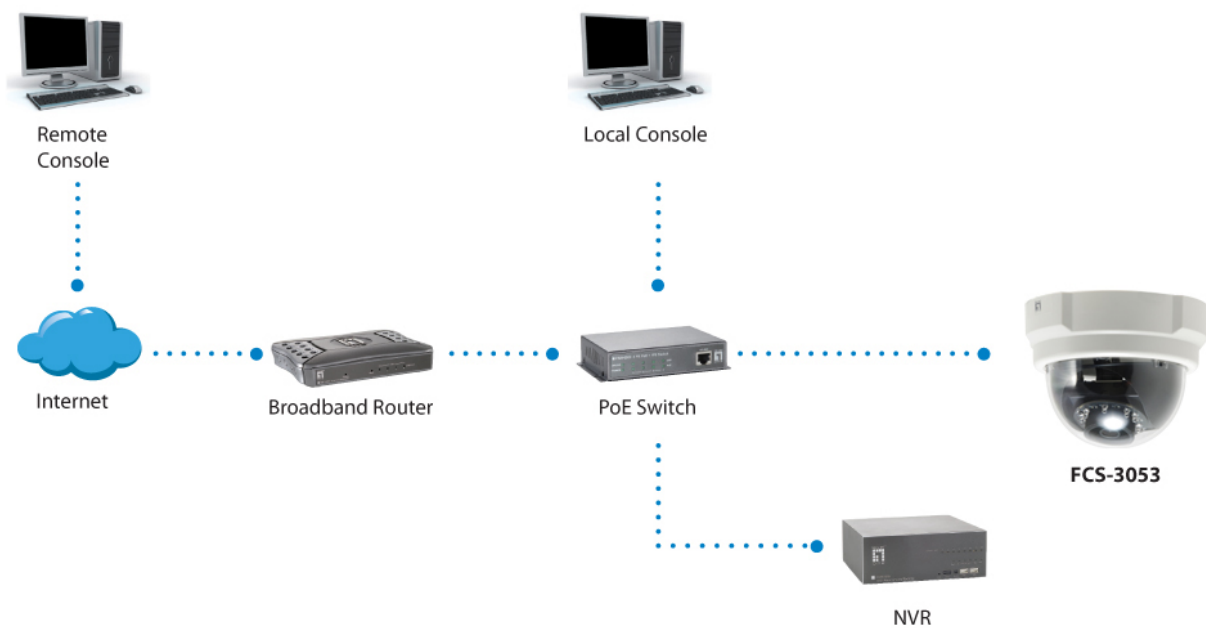 Remote
Console
Local Console
Internet
Broadband Router
PoE Switch
FCS-3053
NVR